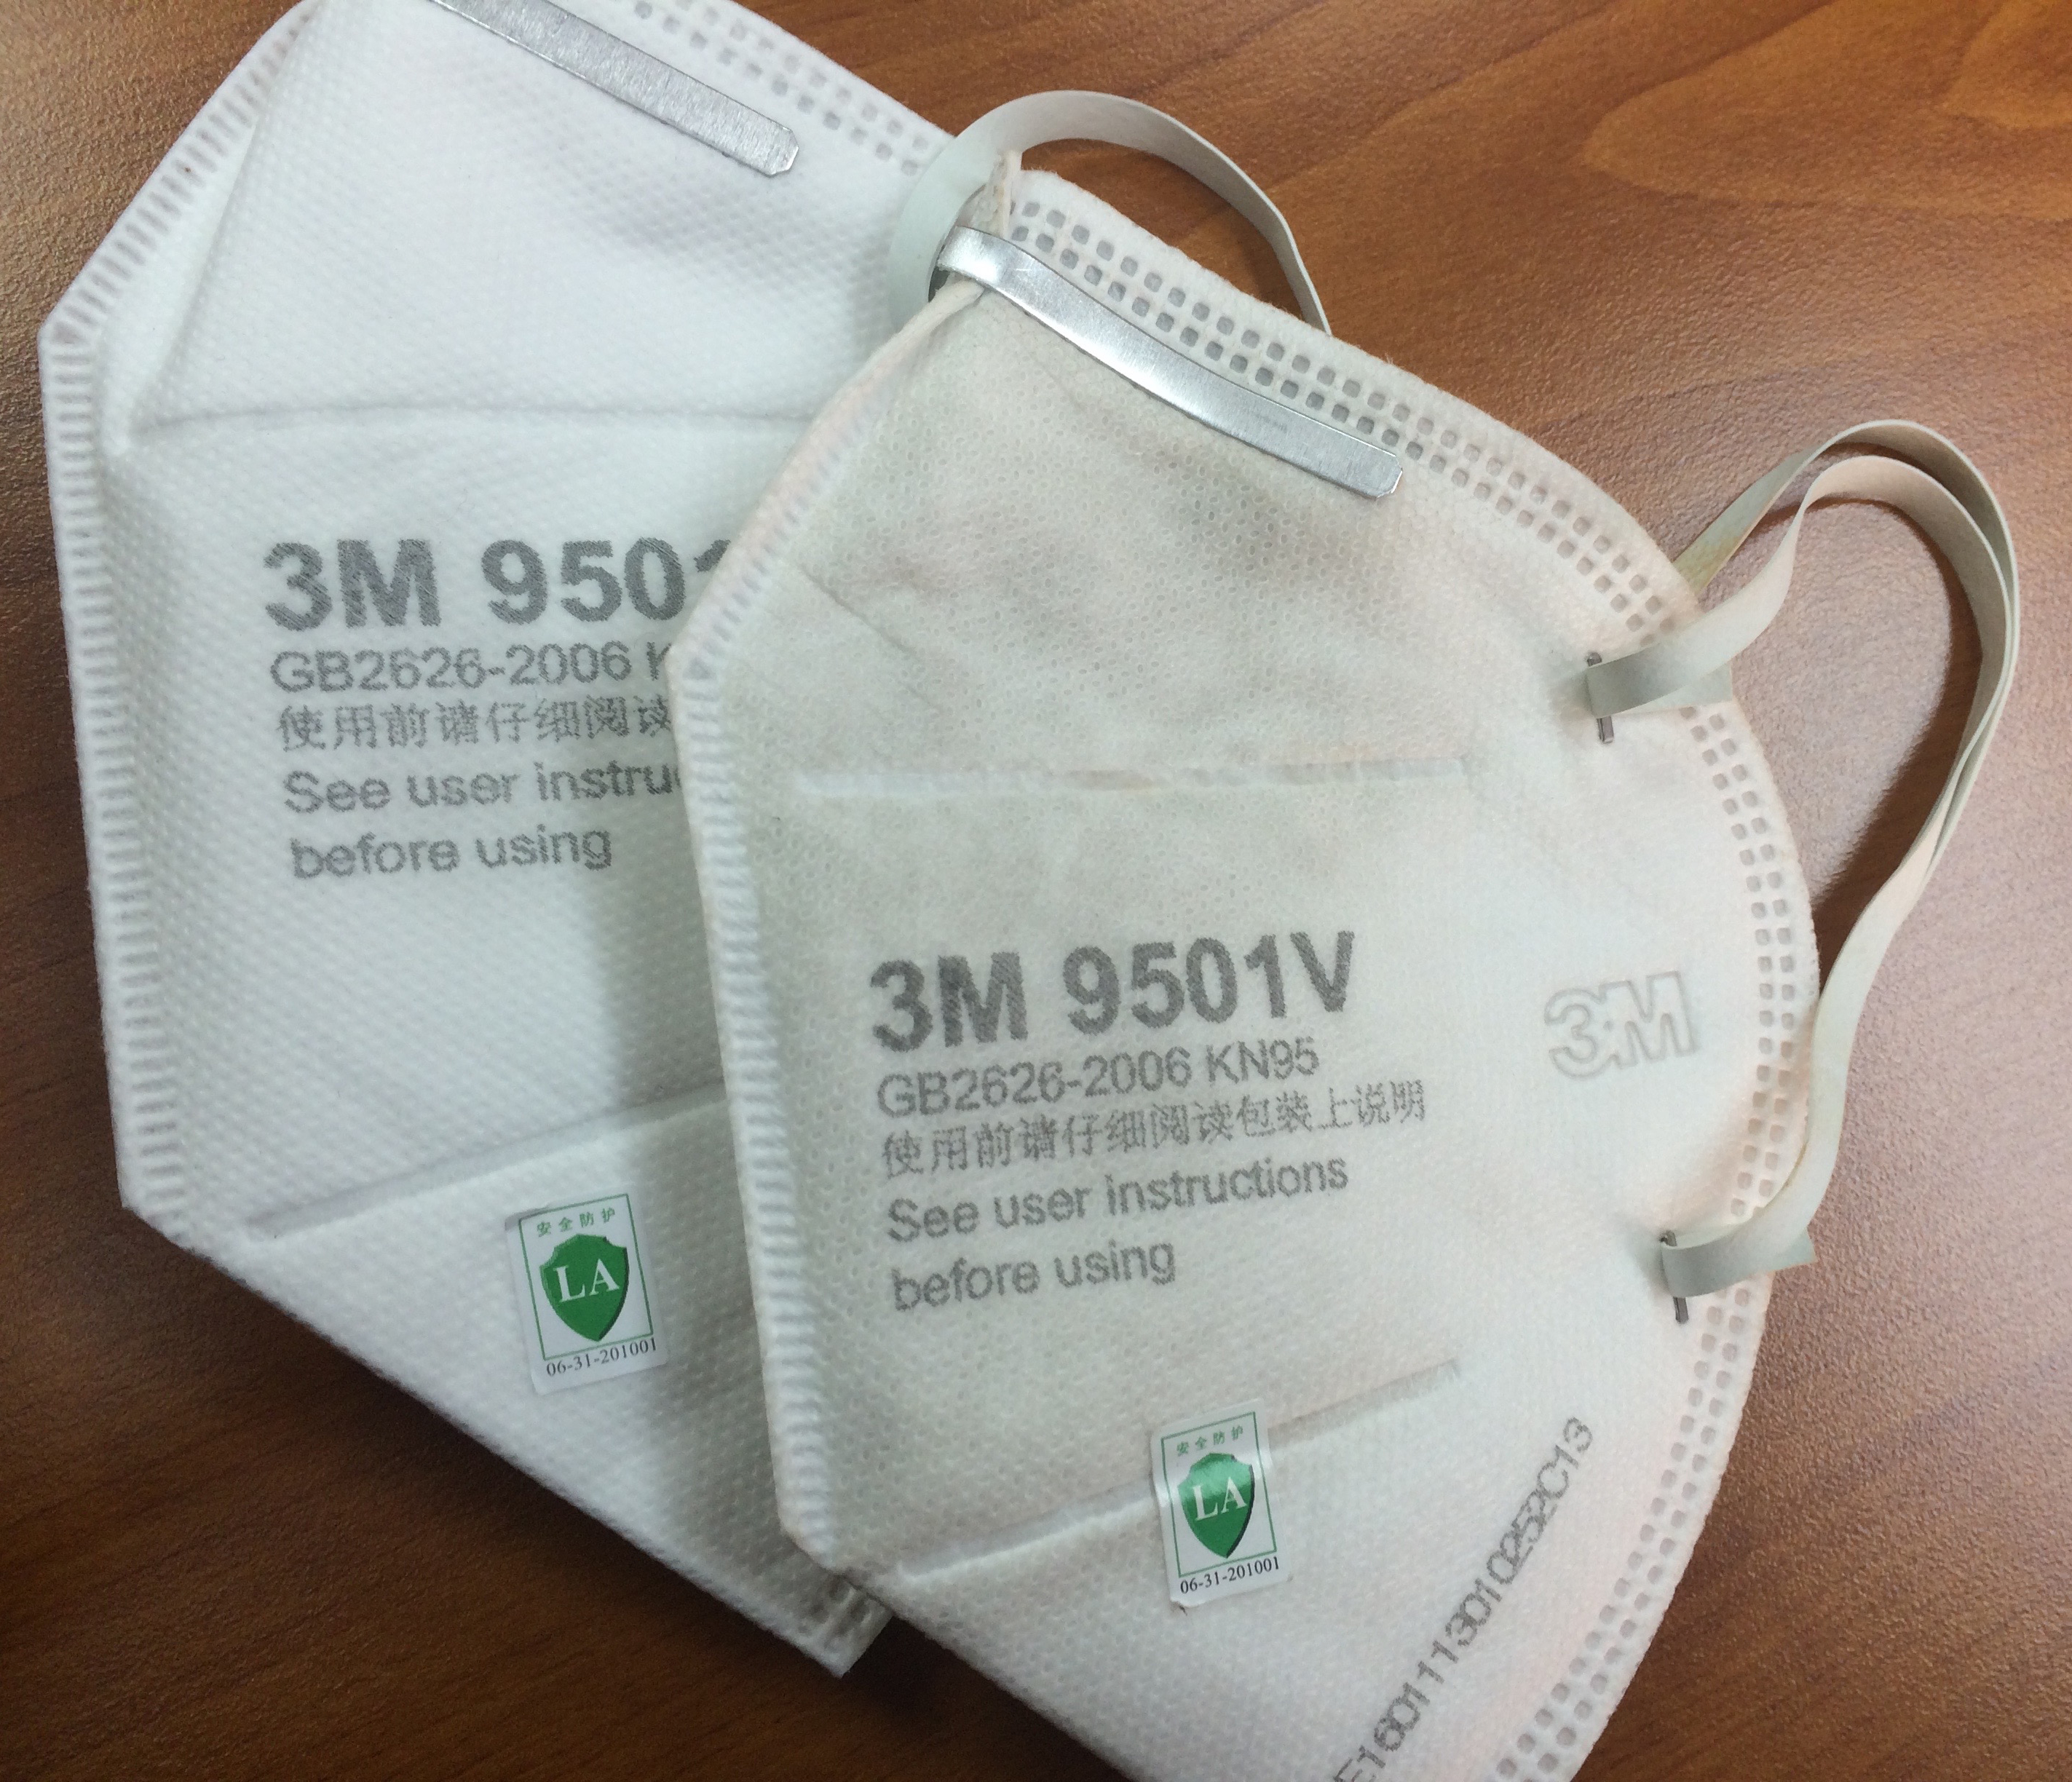 3M 9501
GB2626-2006 K
使用前请仔细阅读
See user instruc
before using
安全防护
LA
06-31-201001
3M 9501V
GB2626-2006 KN95
使用前请仔细阅读包装上说明
See user instructions
before using
3M
安全防护
LA
06-31-201001
E1601113010252C13